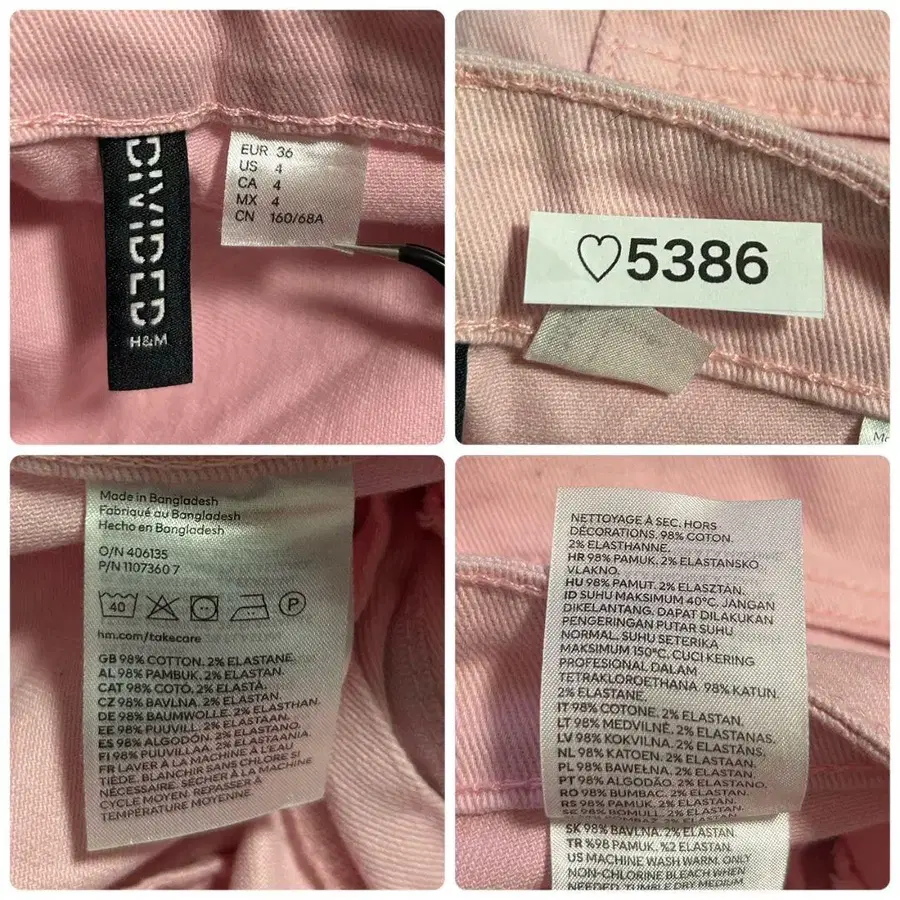 DIVIDED
H&M
EUR 36
US 4
CA 4
MX 4
CN 160/68A
♡5386
Made in Bangladesh
Fabriqué au Bangladesh
Hecho en Bangladesh
O/N 406135
P/N 1107360 7
40
P
hm.com/takecare
GB 98% COTTON. 2% ELASTANE.
AL 98% PAMBUK. 2% ELASTAN.
CAT 98% COTÓ. 2% ELASTÀ.
CZ 98% BAVLNA. 2% ELASTAN.
DE 98% BAUMWOLLE. 2% ELASTHAN.
EE 98% PUUVILL. 2% ELASTAAN.
ES 98% ALGODÓN. 2% ELASTANO.
FI 98% PUUVILLAA. 2% ELASTAANIA.
FR LAVER À LA MACHINE À L'EAU
TIÈDE. BLANCHIR SANS CHLORE SI
NÉCESSAIRE. SÉCHER À LA MACHINE
CYCLE MOYEN. REPASSER À
TEMPÉRATURE MOYENNE.
NETTOYAGE À SEC. HORS
DÉCORATIONS. 98% COTON.
2% ELASTHANNE.
HR 98% PAMUK. 2% ELASTANSKO
VLAKNO.
HU 98% PAMUT. 2% ELASZTÁN.
ID SUHU MAKSIMUM 40°C. JANGAN
DIKELANTANG. DAPAT DILAKUKAN
PENGERINGAN PUTAR SUHU
NORMAL. SUHU SETERIKA
MAKSIMUM 150°C. CUCI KERING
PROFESIONAL DALAM
TETRAKLOROETHANA. 98% KATUN.
2% ELASTANE.
IT 98% COTONE. 2% ELASTAN.
LT 98% MEDVILNĖ. 2% ELASTANAS.
LV 98% KOKVILNA. 2% ELASTĀNS.
NL 98% KATOEN. 2% ELASTAAN.
PL 98% BAWEŁNA. 2% ELASTAN.
PT 98% ALGODÃO. 2% ELASTANO.
RO 98% BUMBAC. 2% ELASTAN.
RS 98% PAMUK. 2% ELASTAN.
SE 98% BOMULL. 2% ELASTAN.
SK 98% BAVLNA. 2% ELASTAN.
TR %98 PAMUK. %2 ELASTAN.
US MACHINE WASH WARM. ONLY
NON-CHLORINE BLEACH WHEN
NEEDED. TUMBLE DRY MEDIUM.